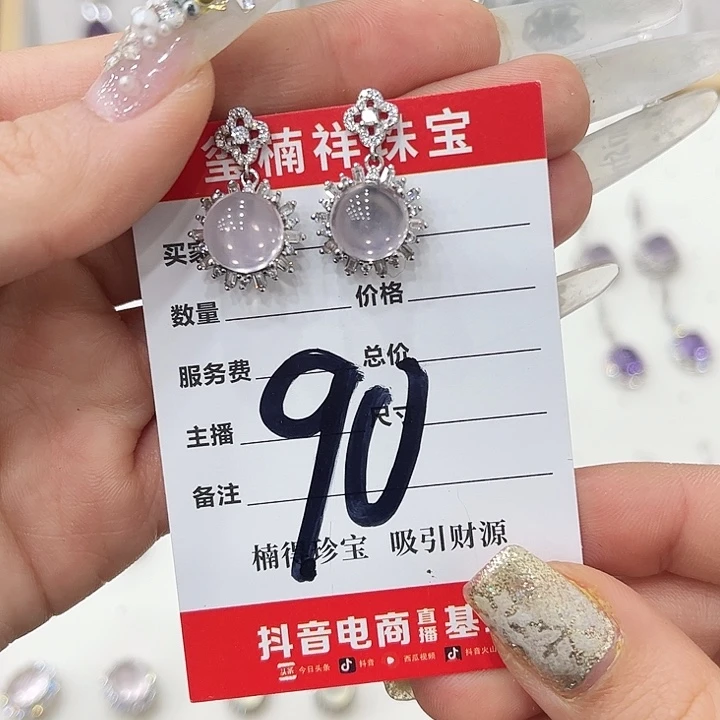 玺楠祥珠宝
买家
数量 价格
服务费 总价
主播 尺寸
备注
90
楠得珍宝 吸引财源
抖音电商直播基
今日头条 抖音 西瓜视频 抖音火山